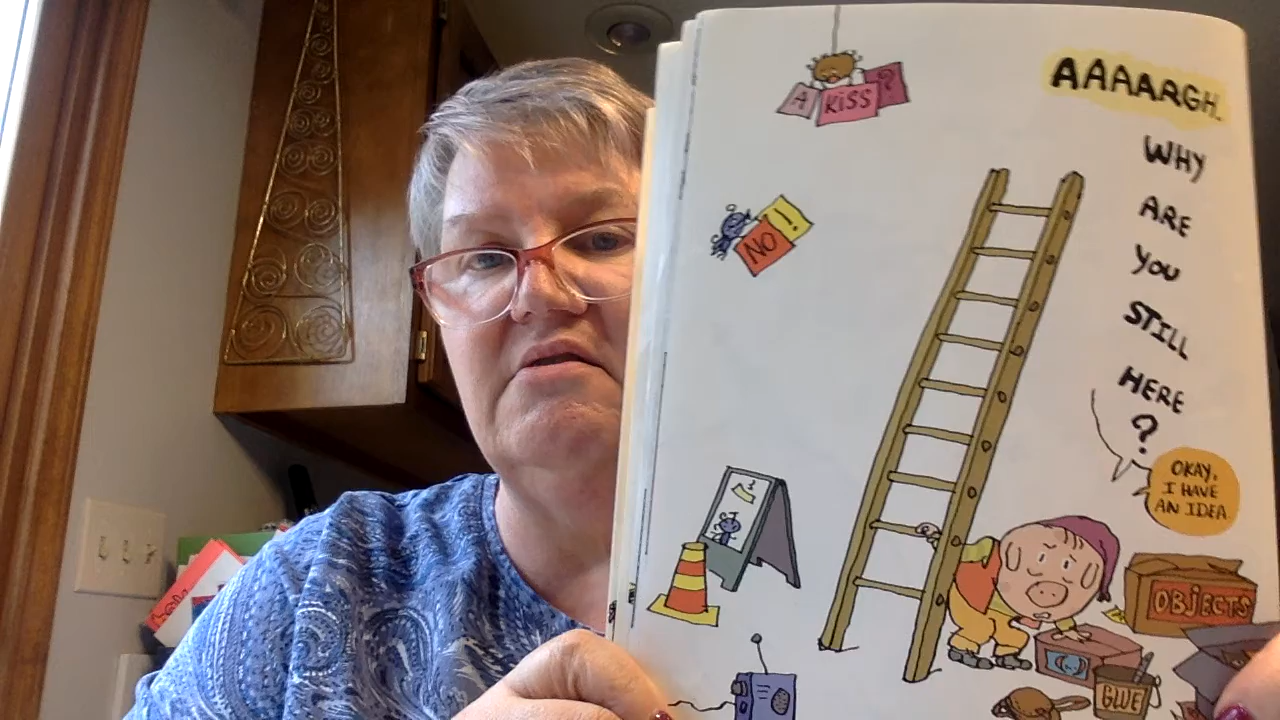 A KISS ?
NO!
AAAARGH.
WHY
ARE
YOU
STILL
HERE
?
OKAY,
I HAVE
AN IDEA.
OBJECTS
GLUE